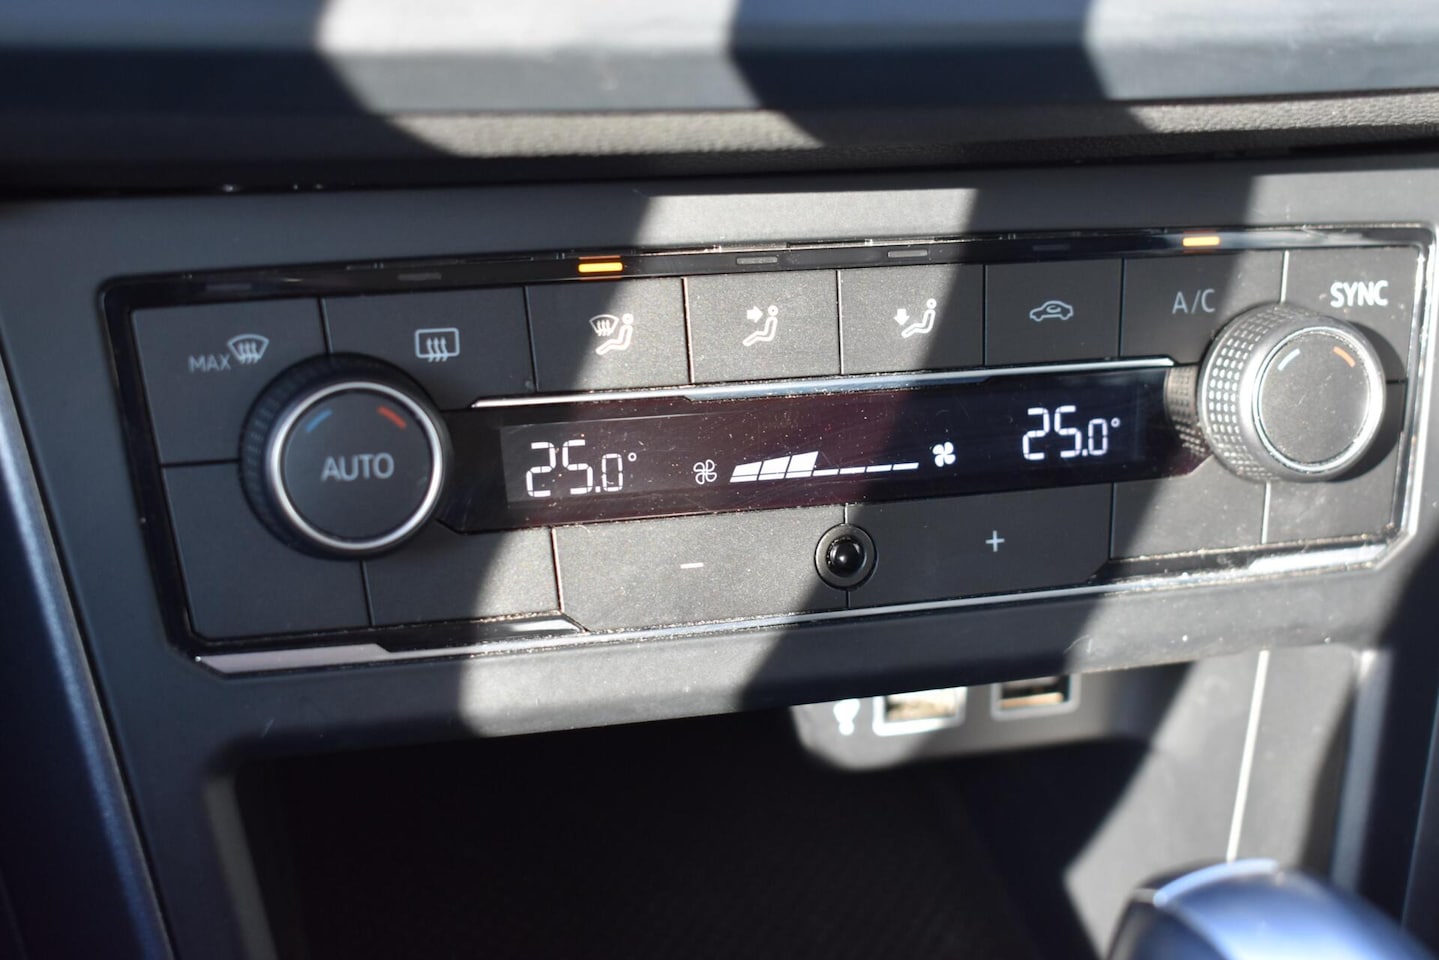 MAX
A/C
SYNC
AUTO
25.0°
25.0°
- +